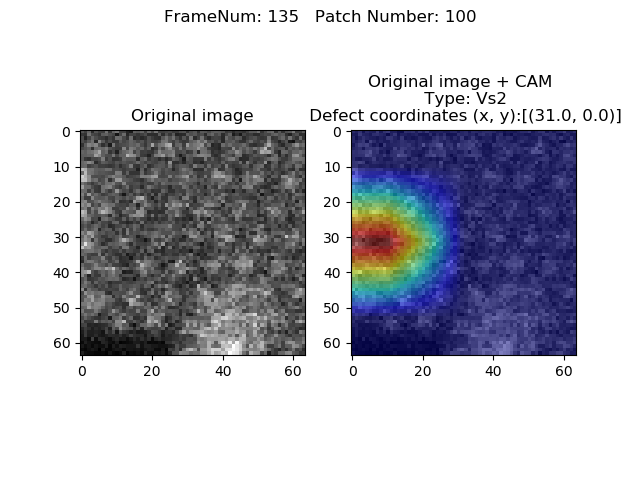 FrameNum: 135   Patch Number: 100
Original image
Original image + CAM
Type: Vs2
Defect coordinates (x, y):[(31.0, 0.0)]
0
10
20
30
40
50
60
0 20 40 60
0
10
20
30
40
50
60
0 20 40 60